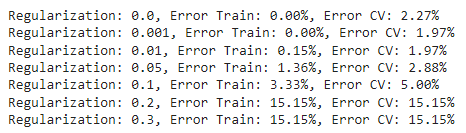 Regularization: 0.0, Error Train: 0.00%, Error CV: 2.27%
Regularization: 0.001, Error Train: 0.00%, Error CV: 1.97%
Regularization: 0.01, Error Train: 0.15%, Error CV: 1.97%
Regularization: 0.05, Error Train: 1.36%, Error CV: 2.88%
Regularization: 0.1, Error Train: 3.33%, Error CV: 5.00%
Regularization: 0.2, Error Train: 15.15%, Error CV: 15.15%
Regularization: 0.3, Error Train: 15.15%, Error CV: 15.15%